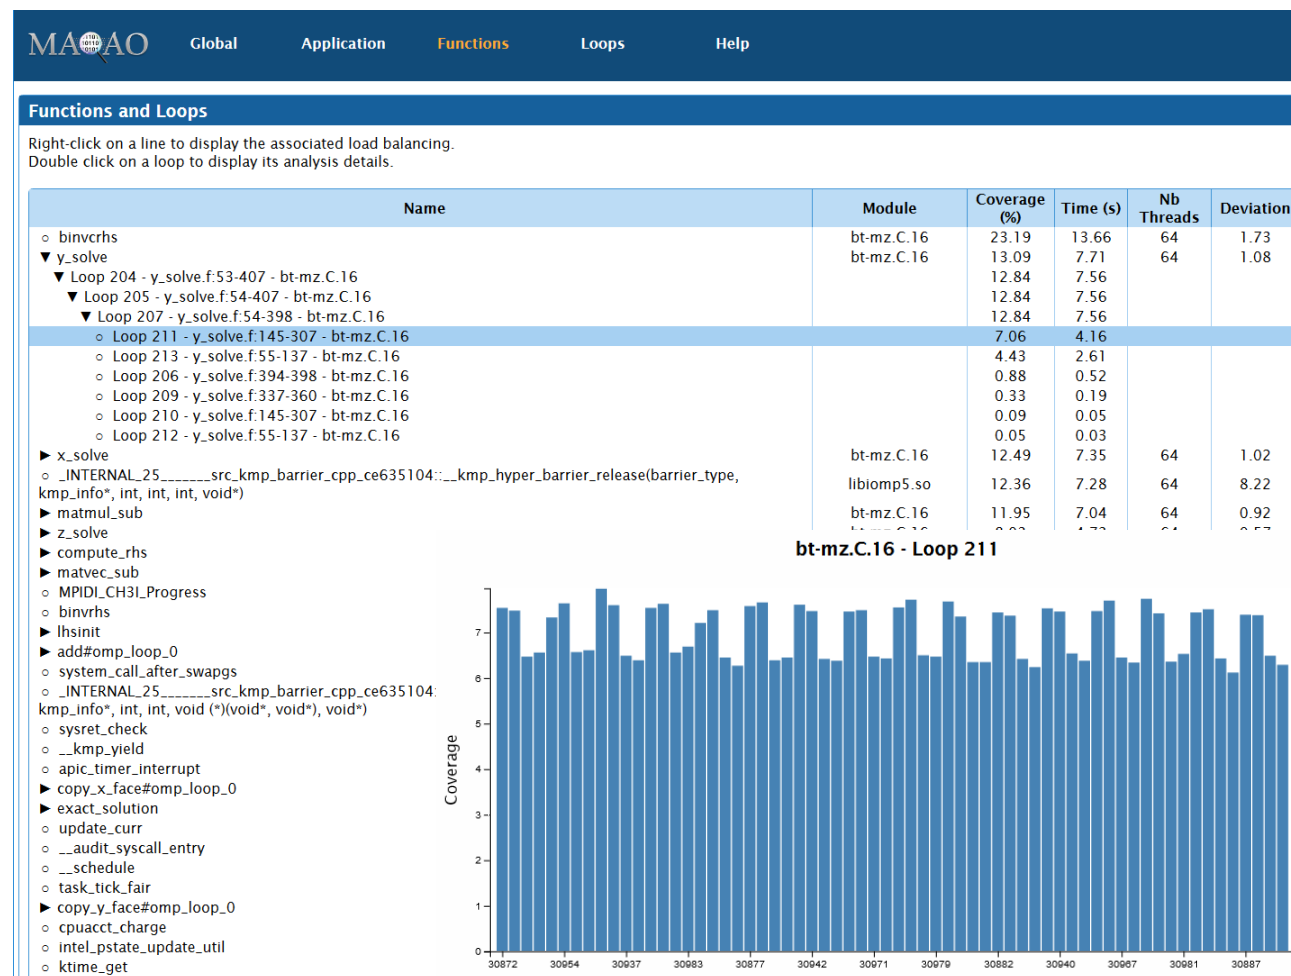 MAQAO Global Application Functions Loops Help
Functions and Loops
Right-click on a line to display the associated load balancing.
Double click on a loop to display its analysis details.
Name Module Coverage (%) Time (s) Nb Threads Deviation
binvcrhs bt-mz.C.16 23.19 13.66 64 1.73
y_solve bt-mz.C.16 13.09 7.71 64 1.08
Loop 204 - y_solve.f:53-407 - bt-mz.C.16 12.84 7.56
Loop 205 - y_solve.f:54-407 - bt-mz.C.16 12.84 7.56
Loop 207 - y_solve.f:54-398 - bt-mz.C.16 12.84 7.56
Loop 211 - y_solve.f:145-307 - bt-mz.C.16 7.06 4.16
Loop 213 - y_solve.f:55-137 - bt-mz.C.16 4.43 2.61
Loop 206 - y_solve.f:394-398 - bt-mz.C.16 0.88 0.52
Loop 209 - y_solve.f:337-360 - bt-mz.C.16 0.33 0.19
Loop 210 - y_solve.f:145-307 - bt-mz.C.16 0.09 0.05
Loop 212 - y_solve.f:55-137 - bt-mz.C.16 0.05 0.03
x_solve bt-mz.C.16 12.49 7.35 64 1.02
_INTERNAL_25_______src_kmp_barrier_cpp_ce635104::__kmp_hyper_barrier_release(barrier_type,
kmp_info*, int, int, int, void*) libiomp5.so 12.36 7.28 64 8.22
matmul_sub bt-mz.C.16 11.95 7.04 64 0.92
z_solve
compute_rhs
matvec_sub
MPIDI_CH3I_Progress
binvrhs
lhsinit
add#omp_loop_0
system_call_after_swapgs
_INTERNAL_25_______src_kmp_barrier_cpp_ce635104:
kmp_info*, int, int, void (*)(void*, void*), void*)
sysret_check
__kmp_yield
apic_timer_interrupt
copy_x_face#omp_loop_0
exact_solution
update_curr
__audit_syscall_entry
__schedule
task_tick_fair
copy_y_face#omp_loop_0
cpuacct_charge
intel_pstate_update_util
ktime_get
bt-mz.C.16 - Loop 211
Coverage
7
6
5
4
3
2
1
0
30872 30954 30937 30983 30877 30942 30971 30979 30882 30940 30967 30981 30887